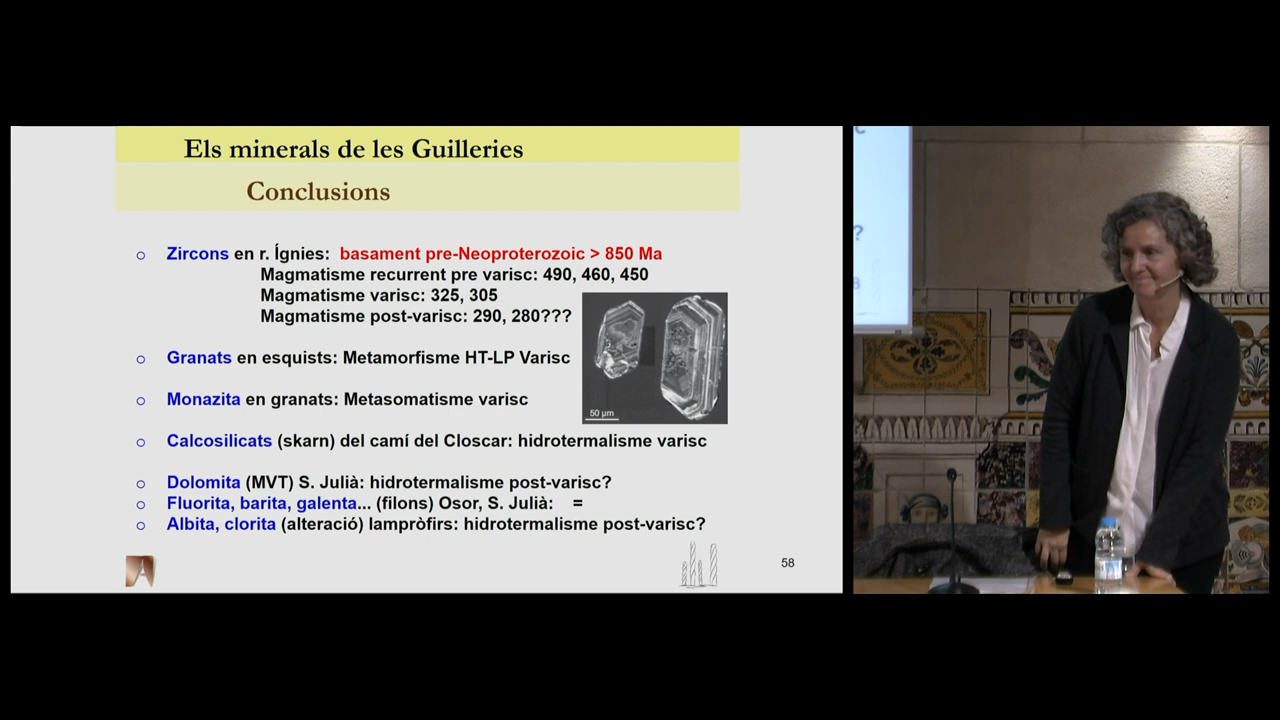 Els minerals de les Guilleries
Conclusions
Zircons en r. Ígnies: basament pre-Neoproterozoic > 850 Ma
Magmatisme recurrent pre varisc: 490, 460, 450
Magmatisme varisc: 325, 305
Magmatisme post-varisc: 290, 280???
Granats en esquists: Metamorfisme HT-LP Varisc
Monazita en granats: Metasomatisme varisc
50 µm
Calcosilicats (skarn) del camí del Closcar: hidrotermalisme varisc
Dolomita (MVT) S. Julià: hidrotermalisme post-varisc?
Fluorita, barita, galenta... (filons) Osor, S. Julià: =
Albita, clorita (alteració) lampròfirs: hidrotermalisme post-varisc?
58
?
8